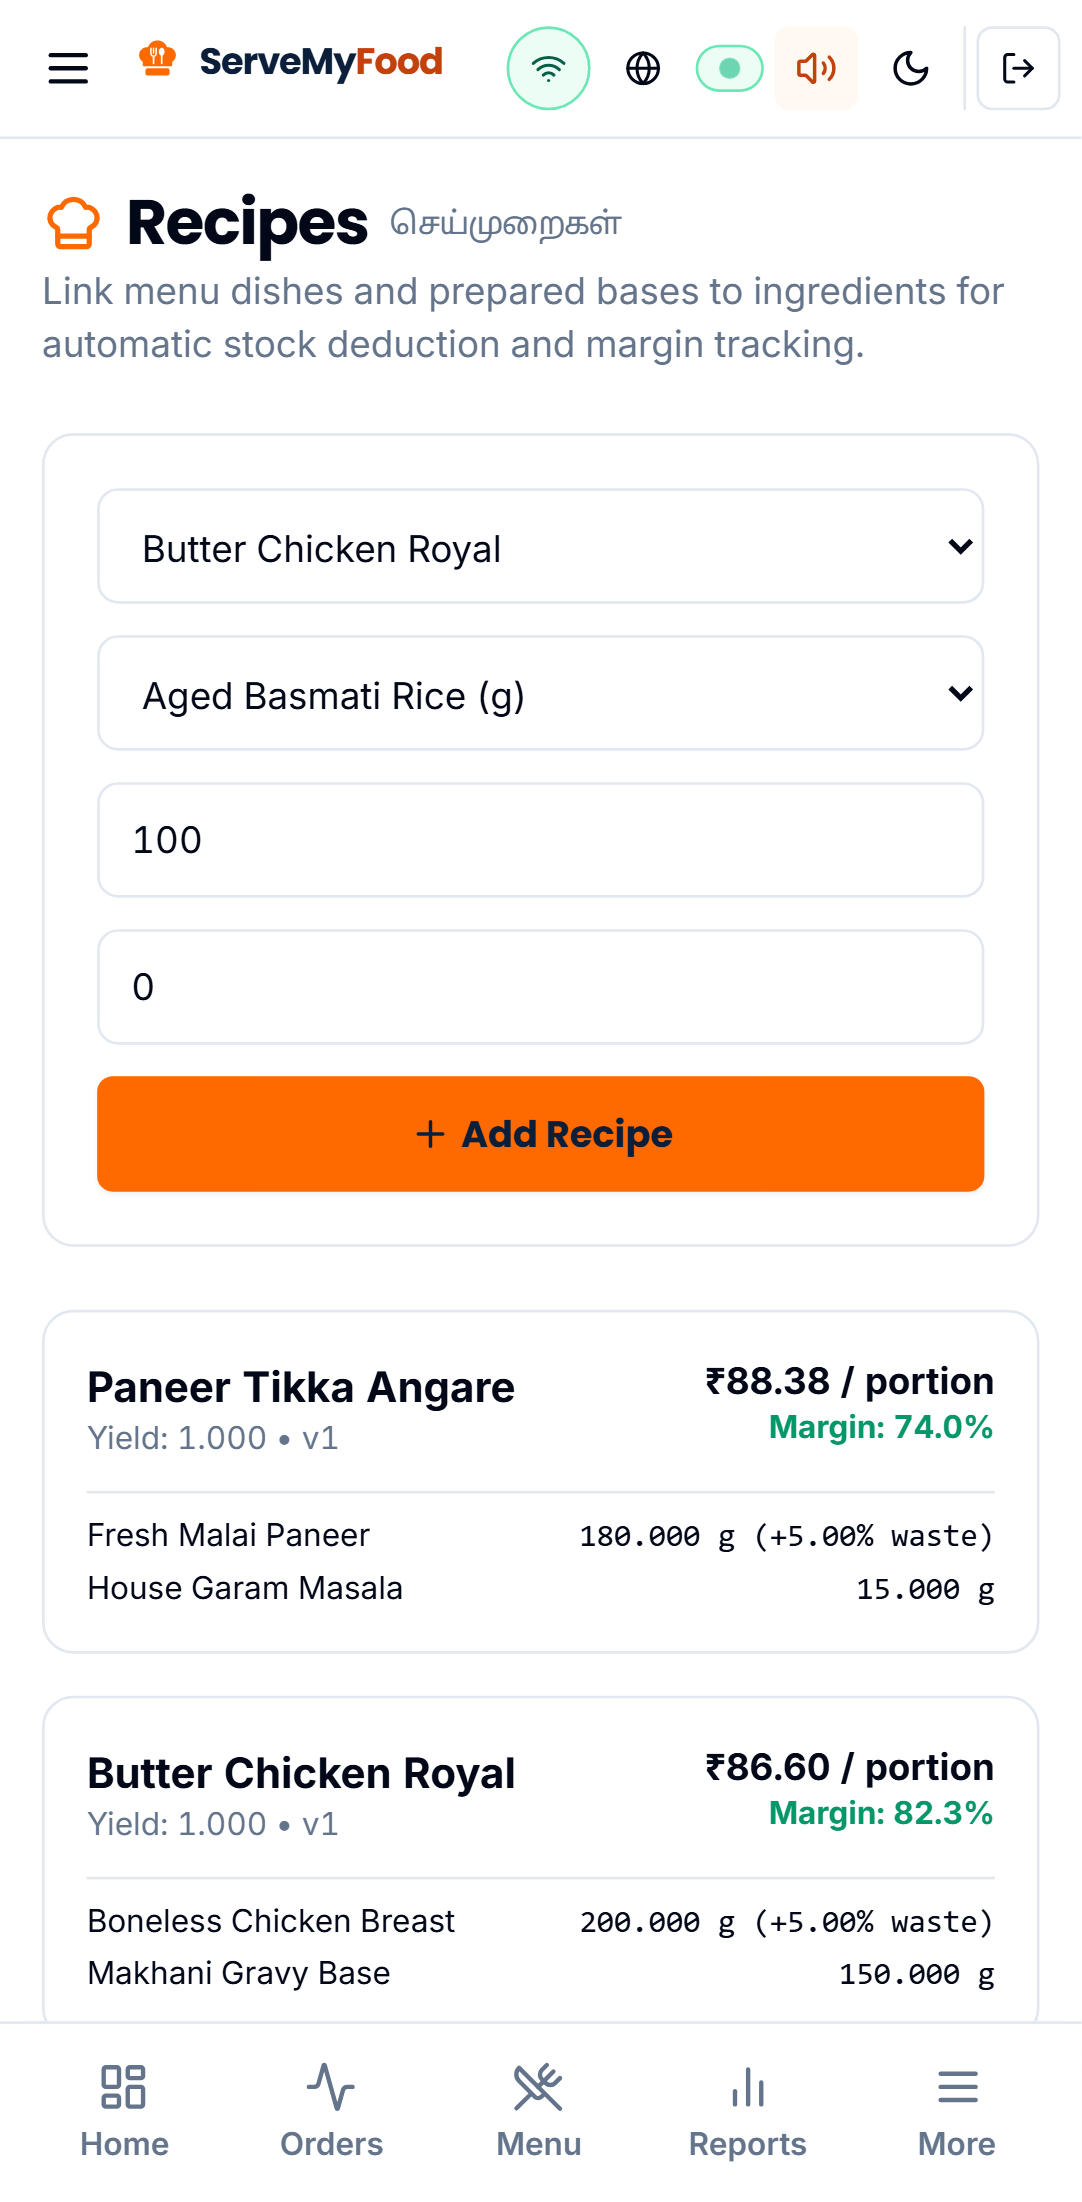 ServeMyFood
Recipes செய்முறைகள்
Link menu dishes and prepared bases to ingredients for
automatic stock deduction and margin tracking.
Butter Chicken Royal
Aged Basmati Rice (g)
100
0
+ Add Recipe
Paneer Tikka Angare ₹88.38 / portion
Yield: 1.000 • v1 Margin: 74.0%
Fresh Malai Paneer 180.000 g (+5.00% waste)
House Garam Masala 15.000 g
Butter Chicken Royal ₹86.60 / portion
Yield: 1.000 • v1 Margin: 82.3%
Boneless Chicken Breast 200.000 g (+5.00% waste)
Makhani Gravy Base 150.000 g
Home Orders Menu Reports More